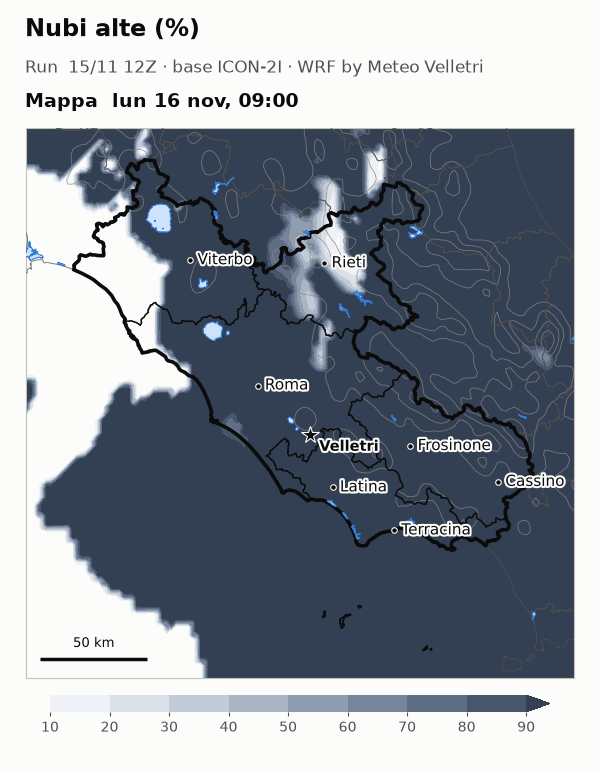 Nubi alte (%)
Run 15/11 12Z · base ICON-2I · WRF by Meteo Velletri
Mappa lun 16 nov, 09:00
Viterbo
Rieti
Roma
Velletri
Frosinone
Cassino
Latina
Terracina
50 km
10 20 30 40 50 60 70 80 90